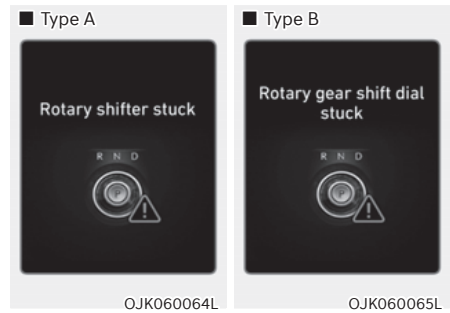 ■ Type A
Rotary shifter stuck
R N D
P
OJK060064L
■ Type B
Rotary gear shift dial
stuck
R N D
P
OJK060065L